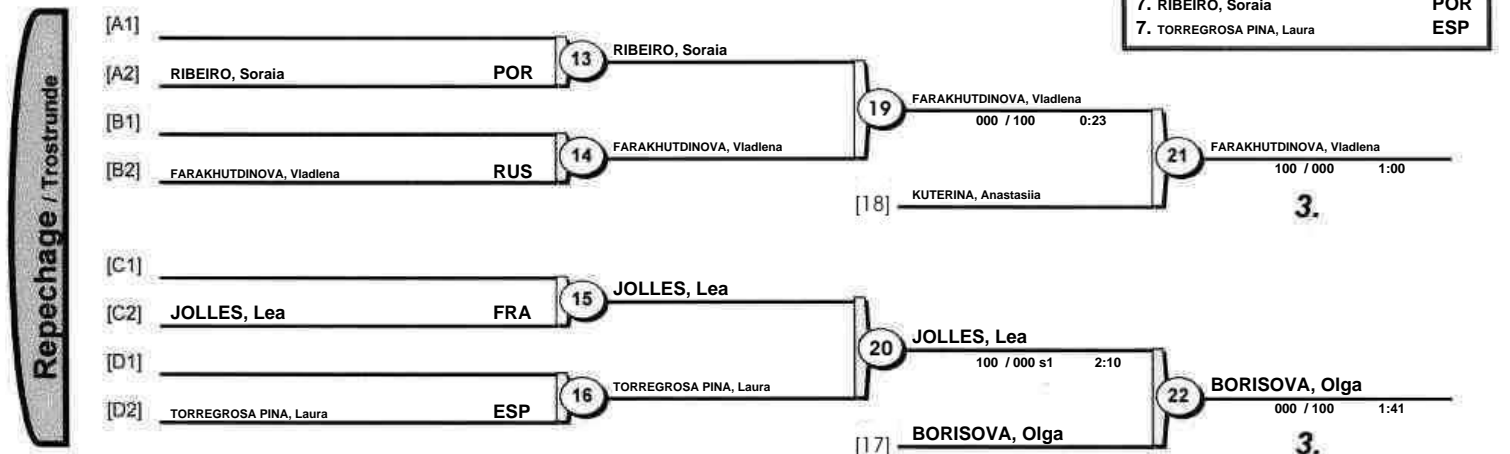 7. RIBEIRO, Soraia POR
7. TORREGROSA PINA, Laura ESP
Repechage / Trostrunde
[A1]
[A2] RIBEIRO, Soraia POR
13 RIBEIRO, Soraia
[B1]
[B2] FARAKHUTDINOVA, Vladlena RUS
14 FARAKHUTDINOVA, Vladlena
19 FARAKHUTDINOVA, Vladlena
000 / 100 0:23
[18] KUTERINA, Anastasiia
21 FARAKHUTDINOVA, Vladlena
100 / 000 1:00
3.
[C1]
[C2] JOLLES, Lea FRA
15 JOLLES, Lea
[D1]
[D2] TORREGROSA PINA, Laura ESP
16 TORREGROSA PINA, Laura
20 JOLLES, Lea
100 / 000 s1 2:10
[17] BORISOVA, Olga
22 BORISOVA, Olga
000 / 100 1:41
3.